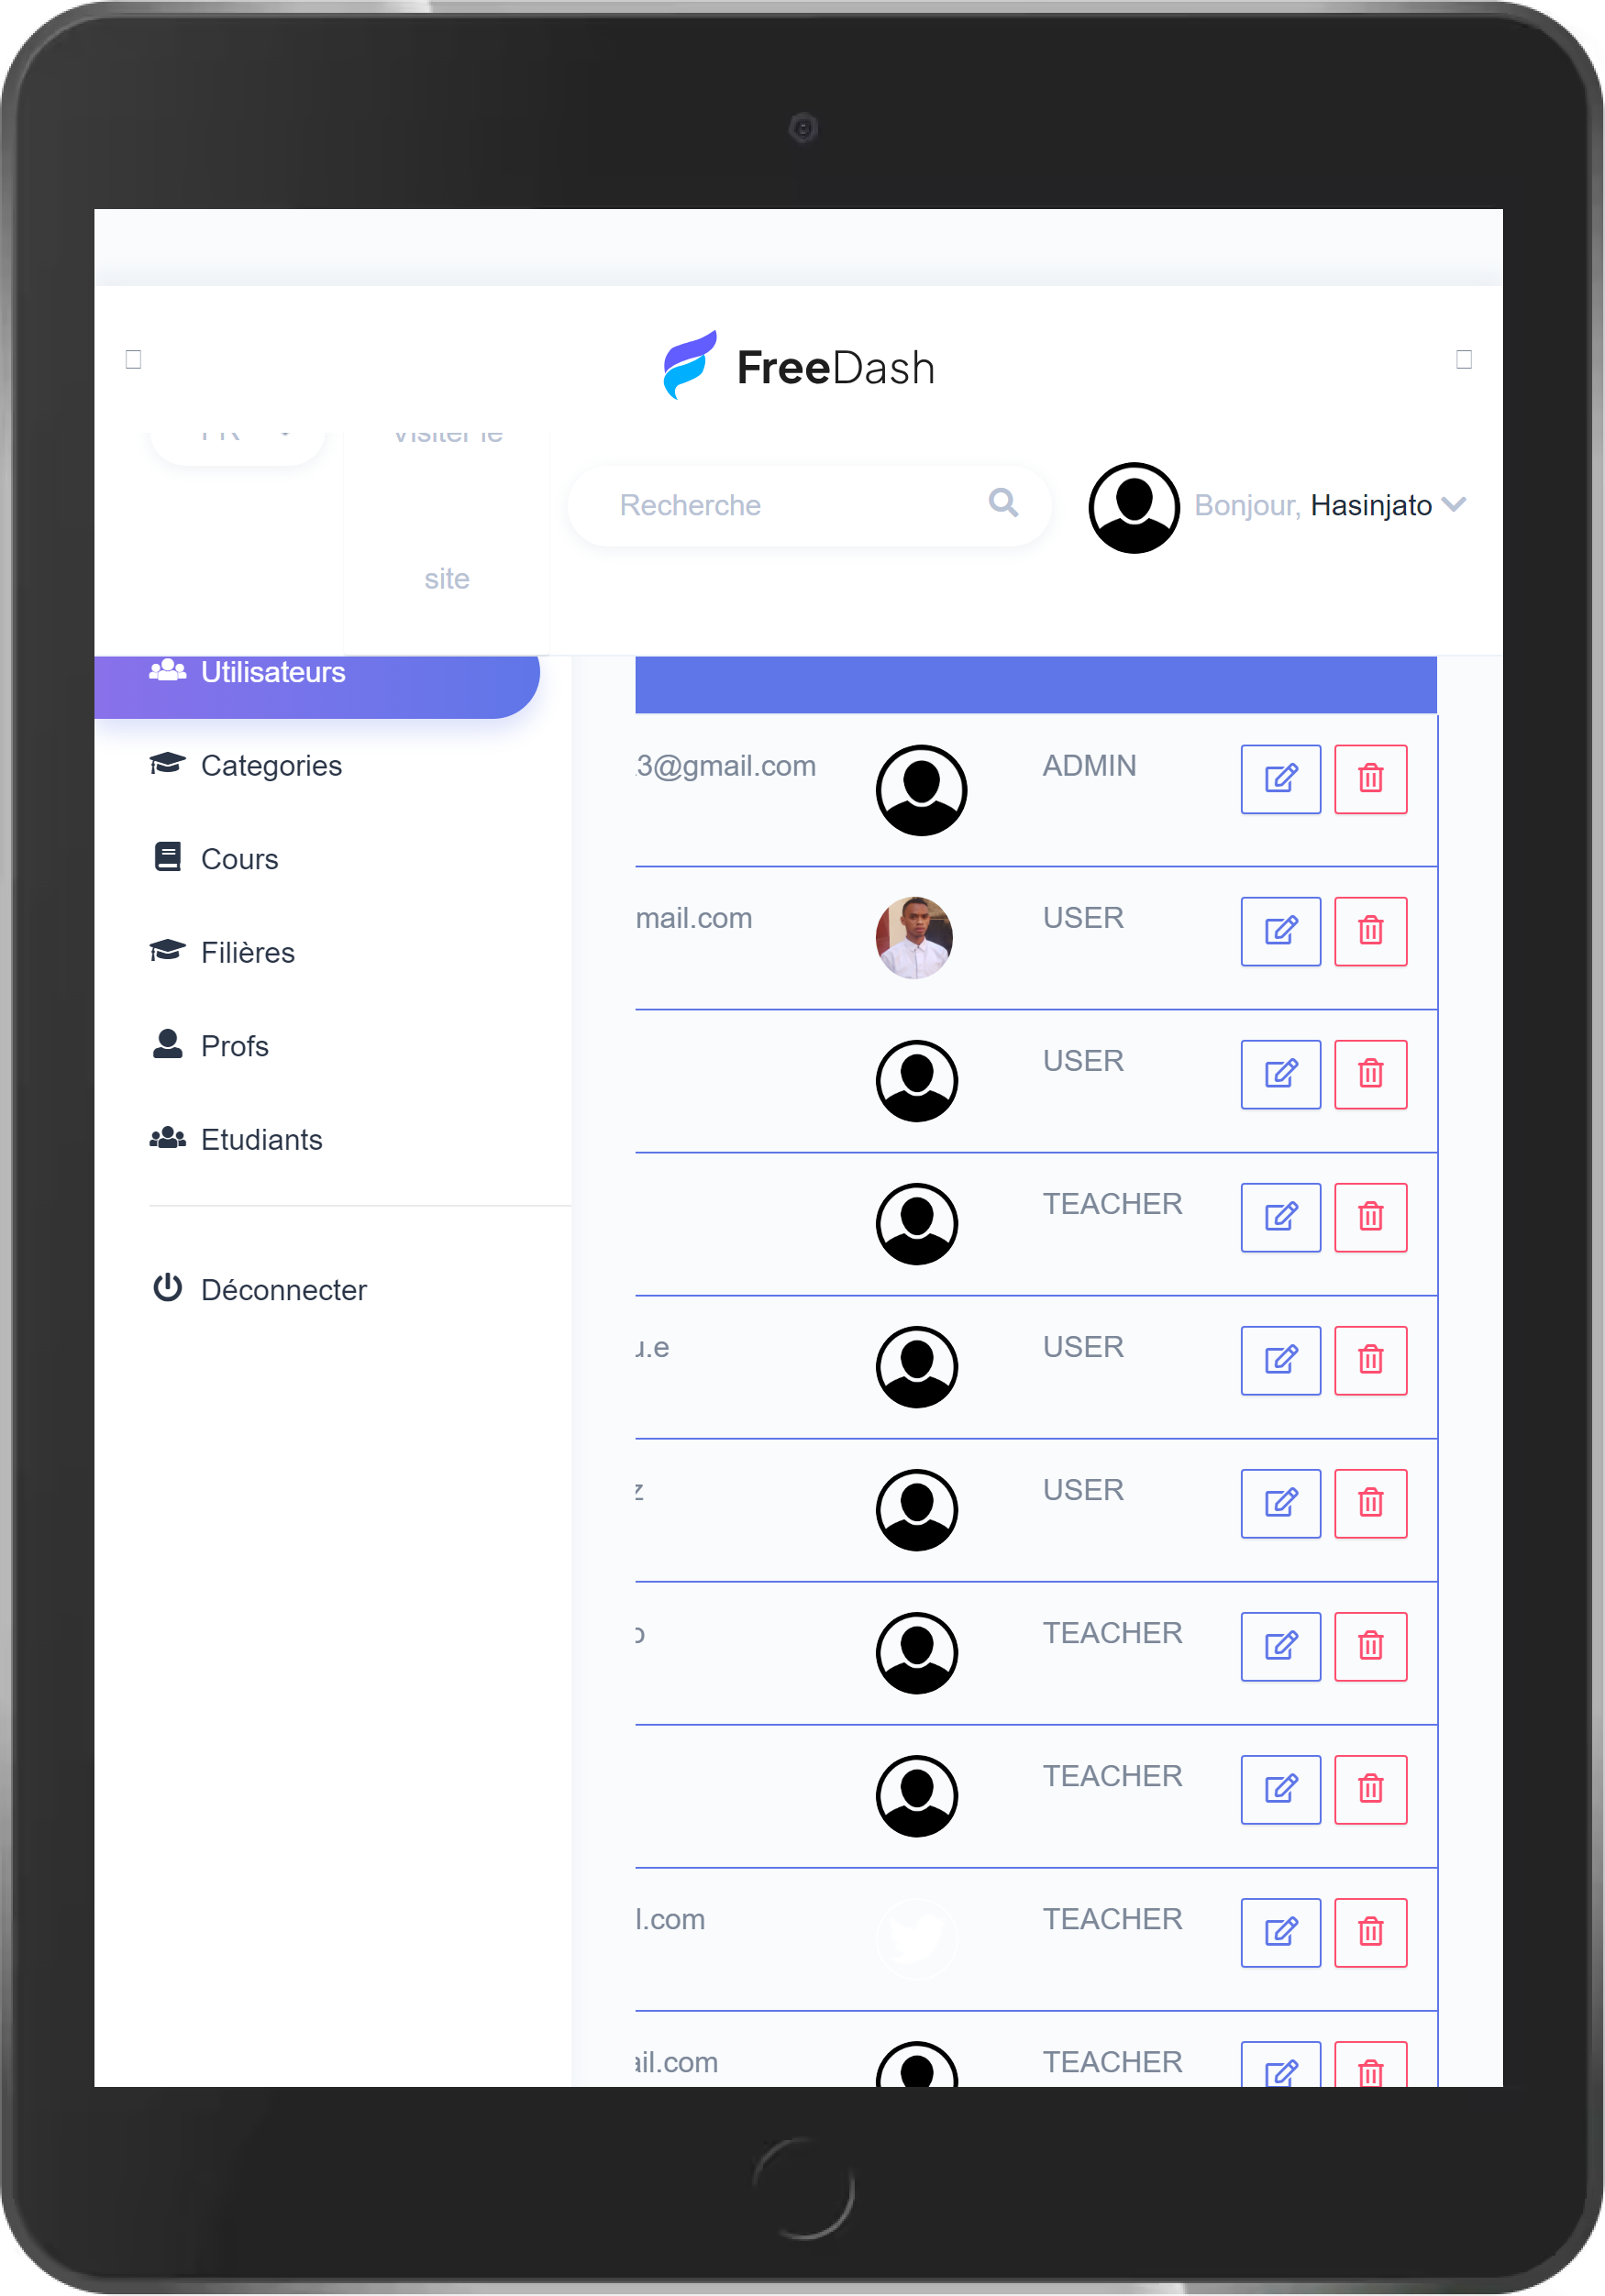 FreeDash
FR
Visiter le
site
Recherche
Bonjour, Hasinjato
Utilisateurs
Categories
Cours
Filières
Profs
Etudiants
Déconnecter
3@gmail.com ADMIN
mail.com USER
USER
TEACHER
u.e USER
z USER
TEACHER
TEACHER
l.com TEACHER
ail.com TEACHER